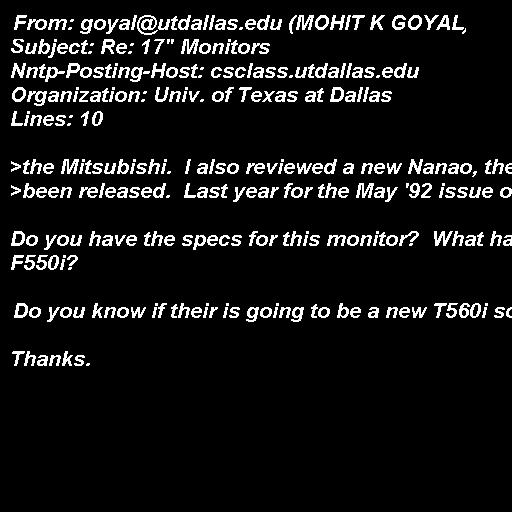 From: goyal@utdallas.edu (MOHIT K GOYAL,
Subject: Re: 17" Monitors
Nntp-Posting-Host: csclass.utdallas.edu
Organization: Univ. of Texas at Dallas
Lines: 10
>the Mitsubishi.  I also reviewed a new Nanao, the
>been released.  Last year for the May '92 issue o
Do you have the specs for this monitor?  What ha
F550i?
Do you know if their is going to be a new T560i so
Thanks.